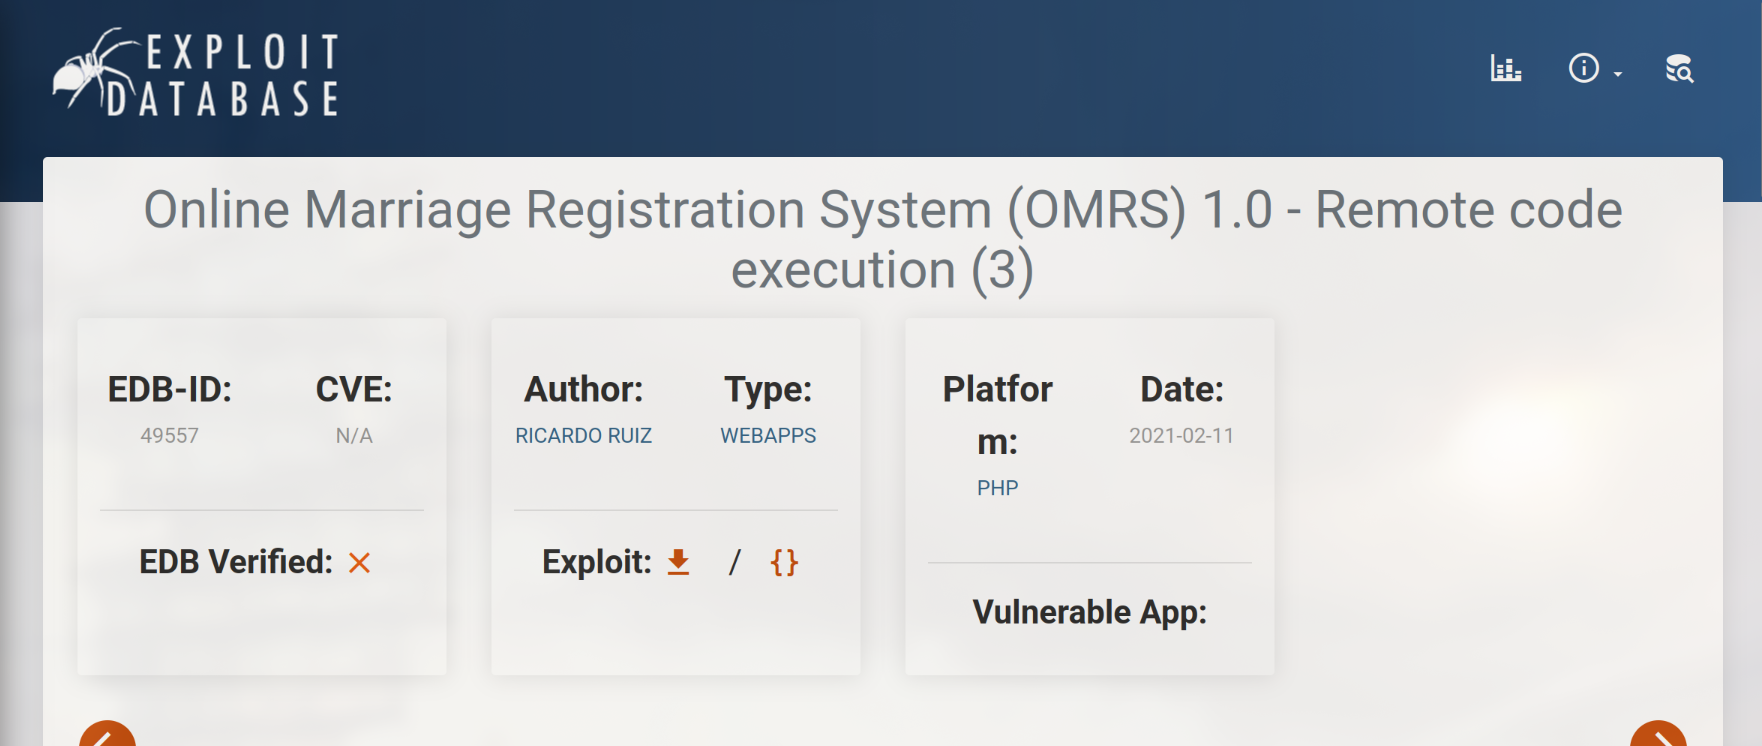 EXPLOIT
DATABASE
Online Marriage Registration System (OMRS) 1.0 - Remote code
execution (3)
EDB-ID:
49557
CVE:
N/A
EDB Verified:
Author:
RICARDO RUIZ
Type:
WEBAPPS
Exploit: / {}
Platfor
m:
PHP
Date:
2021-02-11
Vulnerable App: